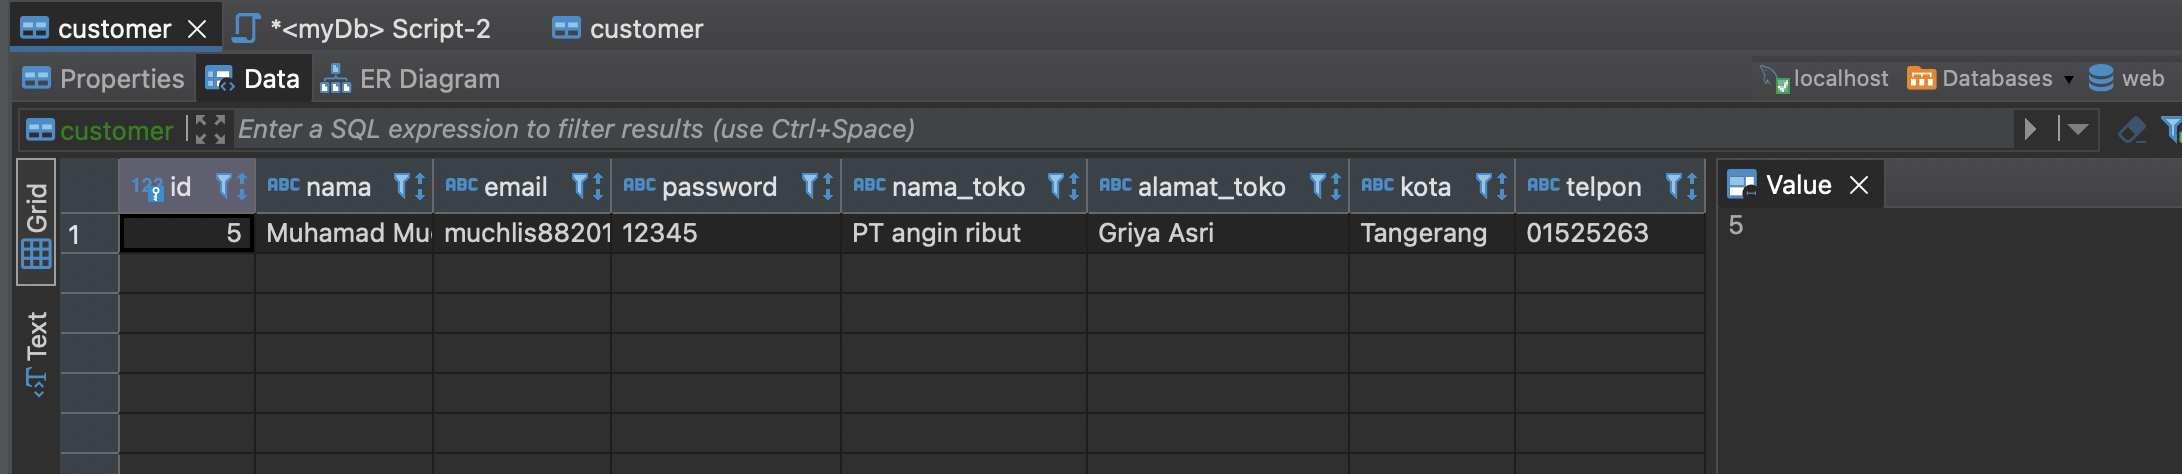 customer *<myDb> Script-2 customer
Properties Data ER Diagram localhost Databases web
customer Enter a SQL expression to filter results (use Ctrl+Space)
Grid
Text
123 id ABC nama ABC email ABC password ABC nama_toko ABC alamat_toko ABC kota ABC telpon
1 5 Muhamad Muc muchlis88201 12345 PT angin ribut Griya Asri Tangerang 01525263
Value
5